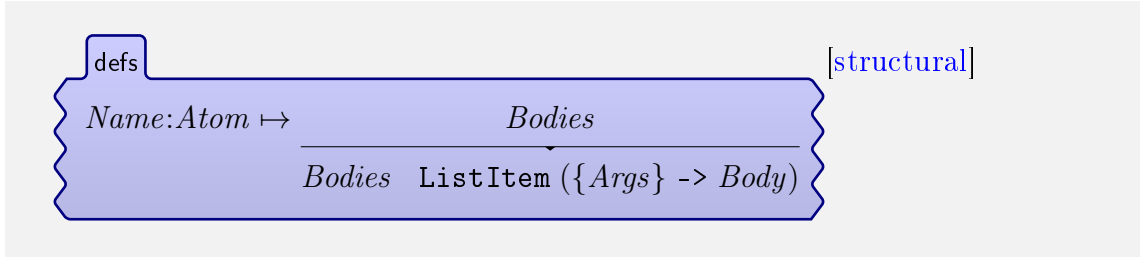 defs
[structural]
Name:Atom ↦ Bodies
Bodies ListItem ({Args} -> Body)